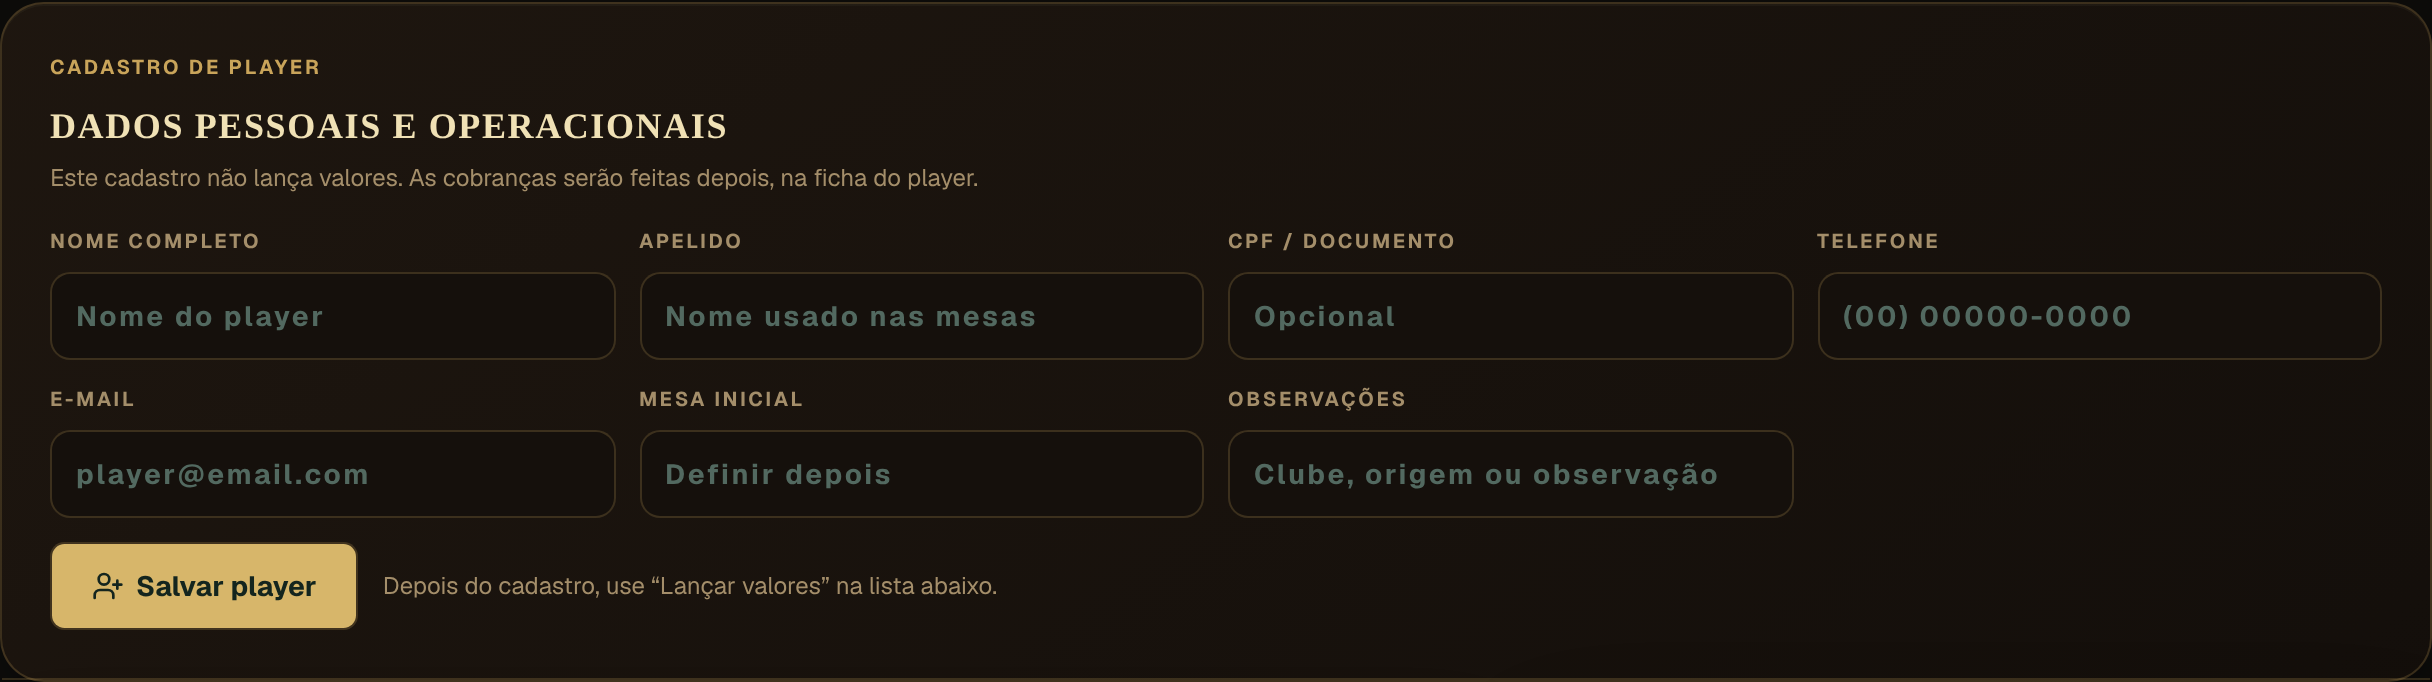 CADASTRO DE PLAYER
DADOS PESSOAIS E OPERACIONAIS
Este cadastro não lança valores. As cobranças serão feitas depois, na ficha do player.
NOME COMPLETO
APELIDO
CPF / DOCUMENTO
TELEFONE
Nome do player
Nome usado nas mesas
Opcional
(00) 00000-0000
E-MAIL
MESA INICIAL
OBSERVAÇÕES
player@email.com
Definir depois
Clube, origem ou observação
Salvar player
Depois do cadastro, use “Lançar valores” na lista abaixo.